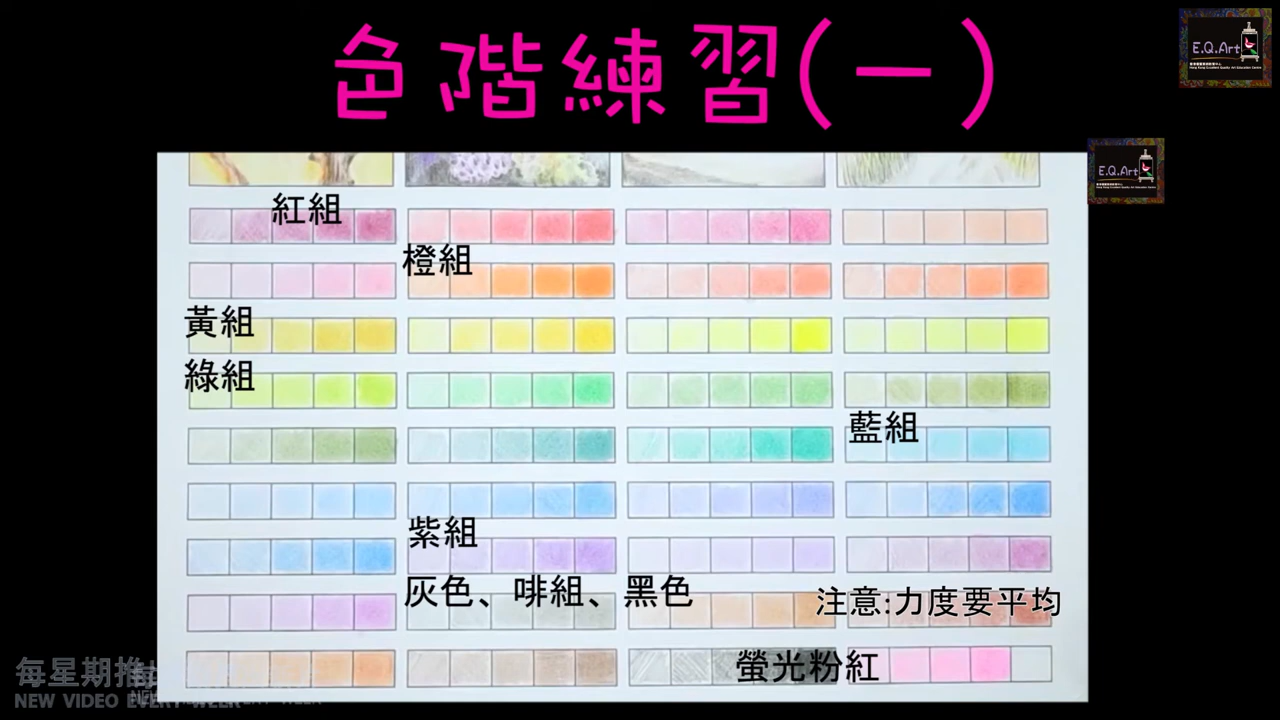 色階練習(一)
E.Q.Art
E.Q.Art
紅組
橙組
黃組
綠組
藍組
紫組
灰色、啡組、黑色
注意:力度要平均
螢光粉紅
每星期推
NEW VIDEO EVERY WEEK